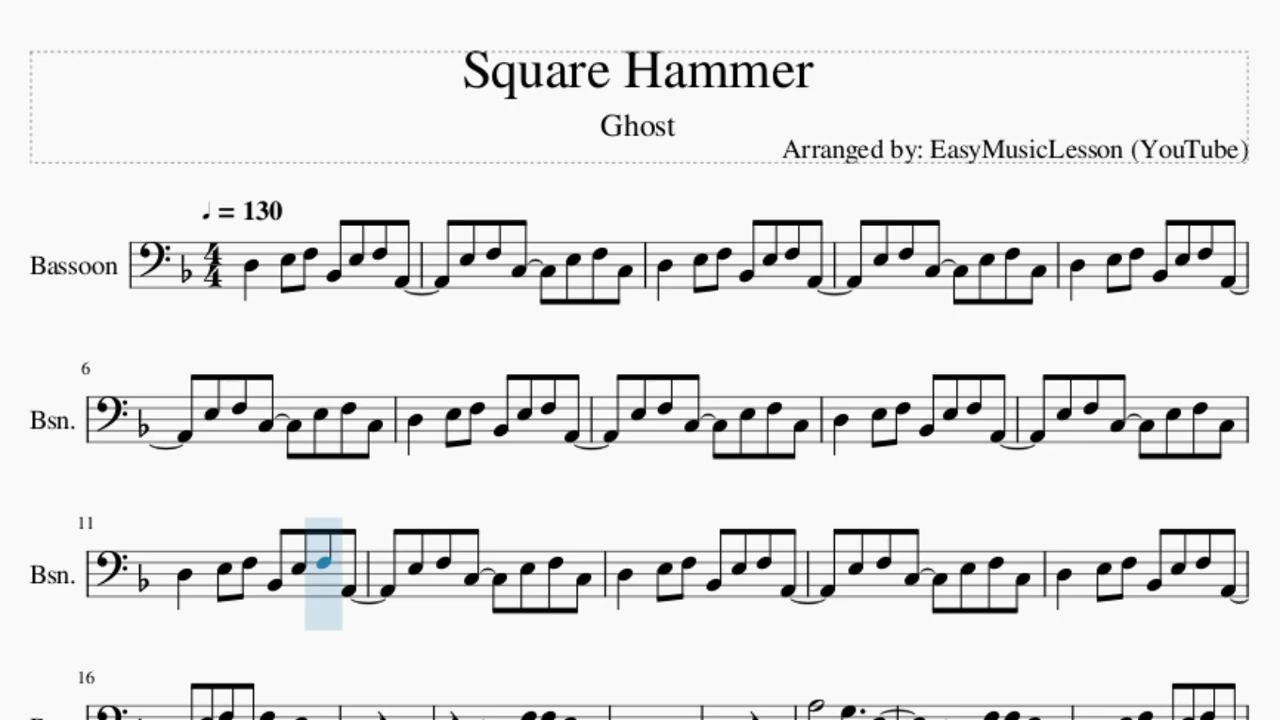 Square Hammer
Ghost
Arranged by: EasyMusicLesson (YouTube)
♩ = 130
Bassoon
4
4
6
Bsn.
11
Bsn.
16